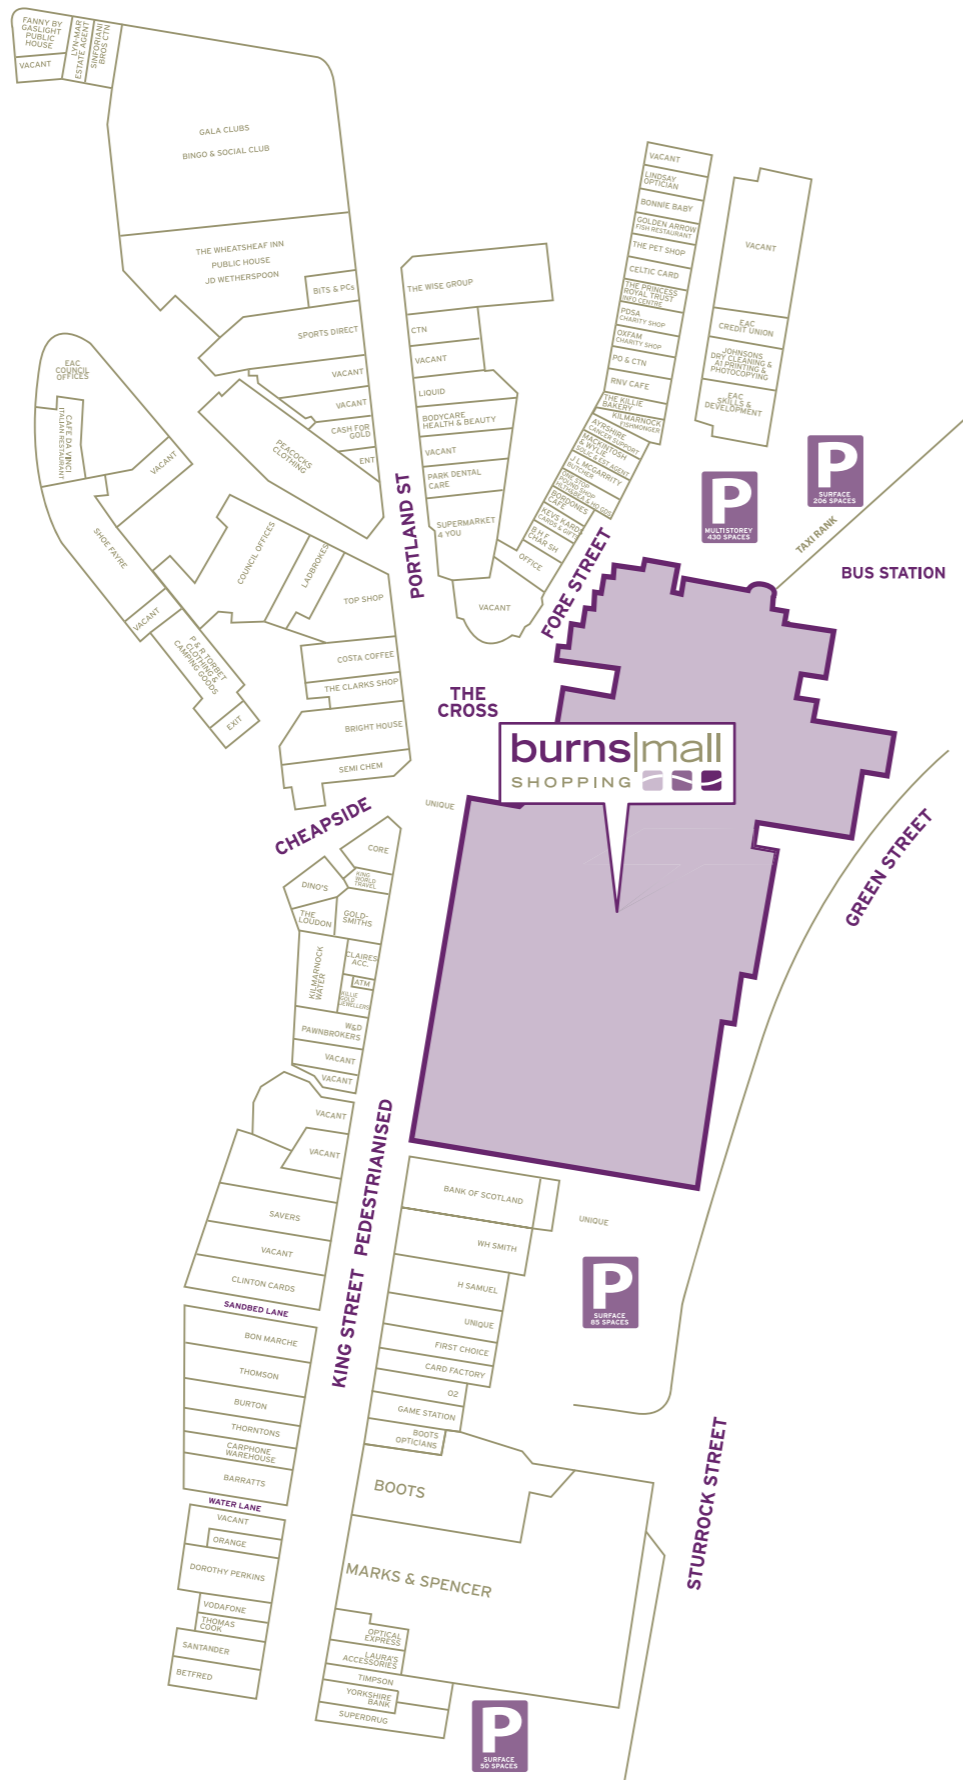 FANNY BY
GASLIGHT
PUBLIC
HOUSE
VACANT
LYN-MAR
ESTATE AGENT
SINFORIANI
BROS CTN
GALA CLUBS
BINGO & SOCIAL CLUB
THE WHEATSHEAF INN
PUBLIC HOUSE
JD WETHERSPOON
BITS & PCs
SPORTS DIRECT
VACANT
VACANT
CASH FOR
GOLD
ENT
PEACOCKS
CLOTHING
EAC
COUNCIL
OFFICES
CAFE DA VINCI
ITALIAN RESTAURANT
VACANT
SHOE FAYRE
VACANT
P & R TORBET
CLOTHING &
CAMPING GOODS
EXIT
COUNCIL OFFICES
LADBROKES
TOP SHOP
COSTA COFFEE
THE CLARKS SHOP
BRIGHT HOUSE
SEMI CHEM
PORTLAND ST
THE WISE GROUP
CTN
VACANT
LIQUID
BODYCARE
HEALTH & BEAUTY
VACANT
PARK DENTAL
CARE
SUPERMARKET
4 YOU
VACANT
VACANT
LINDSAY
OPTICIAN
BONNIE BABY
GOLDEN ARROW
FISH RESTAURANT
THE PET SHOP
CELTIC CARD
THE PRINCESS
ROYAL TRUST
INFO CENTRE
PDSA
CHARITY SHOP
OXFAM
CHARITY SHOP
PO & CTN
RNV CAFE
THE KILLIE
BAKERY
KILMARNOCK
FISHMONGER
AYRSHIRE
CANCER SUPPORT
MACKINTOSH
& WYLIE
SOLIC & EST AGENT
J L MCGARRITY
BUTCHER
ONE STOP
POUND SHOP
BORDONES
CAFE
KEVS KARDS
CARDS & GIFTS
B H F
CHAR SH
OFFICE
FORE STREET
VACANT
EAC
CREDIT UNION
JOHNSONS
DRY CLEANING &
A1 PRINTING &
PHOTOCOPYING
EAC
SKILLS &
DEVELOPMENT
P
MULTISTOREY
430 SPACES
P
SURFACE
206 SPACES
TAXI RANK
BUS STATION
THE
CROSS
burns|mall
SHOPPING
GREEN STREET
CHEAPSIDE
UNIQUE
CORE
KING
WORLD
TRAVEL
DINO'S
THE
LOUDON
GOLD-
SMITHS
KILMARNOCK
WATER
CLAIRES
ACC.
ATM
KILLIE
GOLD
JEWELLERS
W&D
PAWNBROKERS
VACANT
VACANT
VACANT
VACANT
SAVERS
VACANT
CLINTON CARDS
SANDBED LANE
BON MARCHE
THOMSON
BURTON
THORNTONS
CARPHONE
WAREHOUSE
BARRATTS
WATER LANE
VACANT
ORANGE
DOROTHY PERKINS
VODAFONE
THOMAS
COOK
SANTANDER
BETFRED
KING STREET PEDESTRIANISED
BANK OF SCOTLAND
UNIQUE
WH SMITH
H SAMUEL
UNIQUE
FIRST CHOICE
CARD FACTORY
O2
GAME STATION
BOOTS
OPTICIANS
BOOTS
MARKS & SPENCER
OPTICAL
EXPRESS
LAURA'S
ACCESSORIES
TIMPSON
YORKSHIRE
BANK
SUPERDRUG
P
SURFACE
85 SPACES
STURROCK STREET
P
SURFACE
50 SPACES